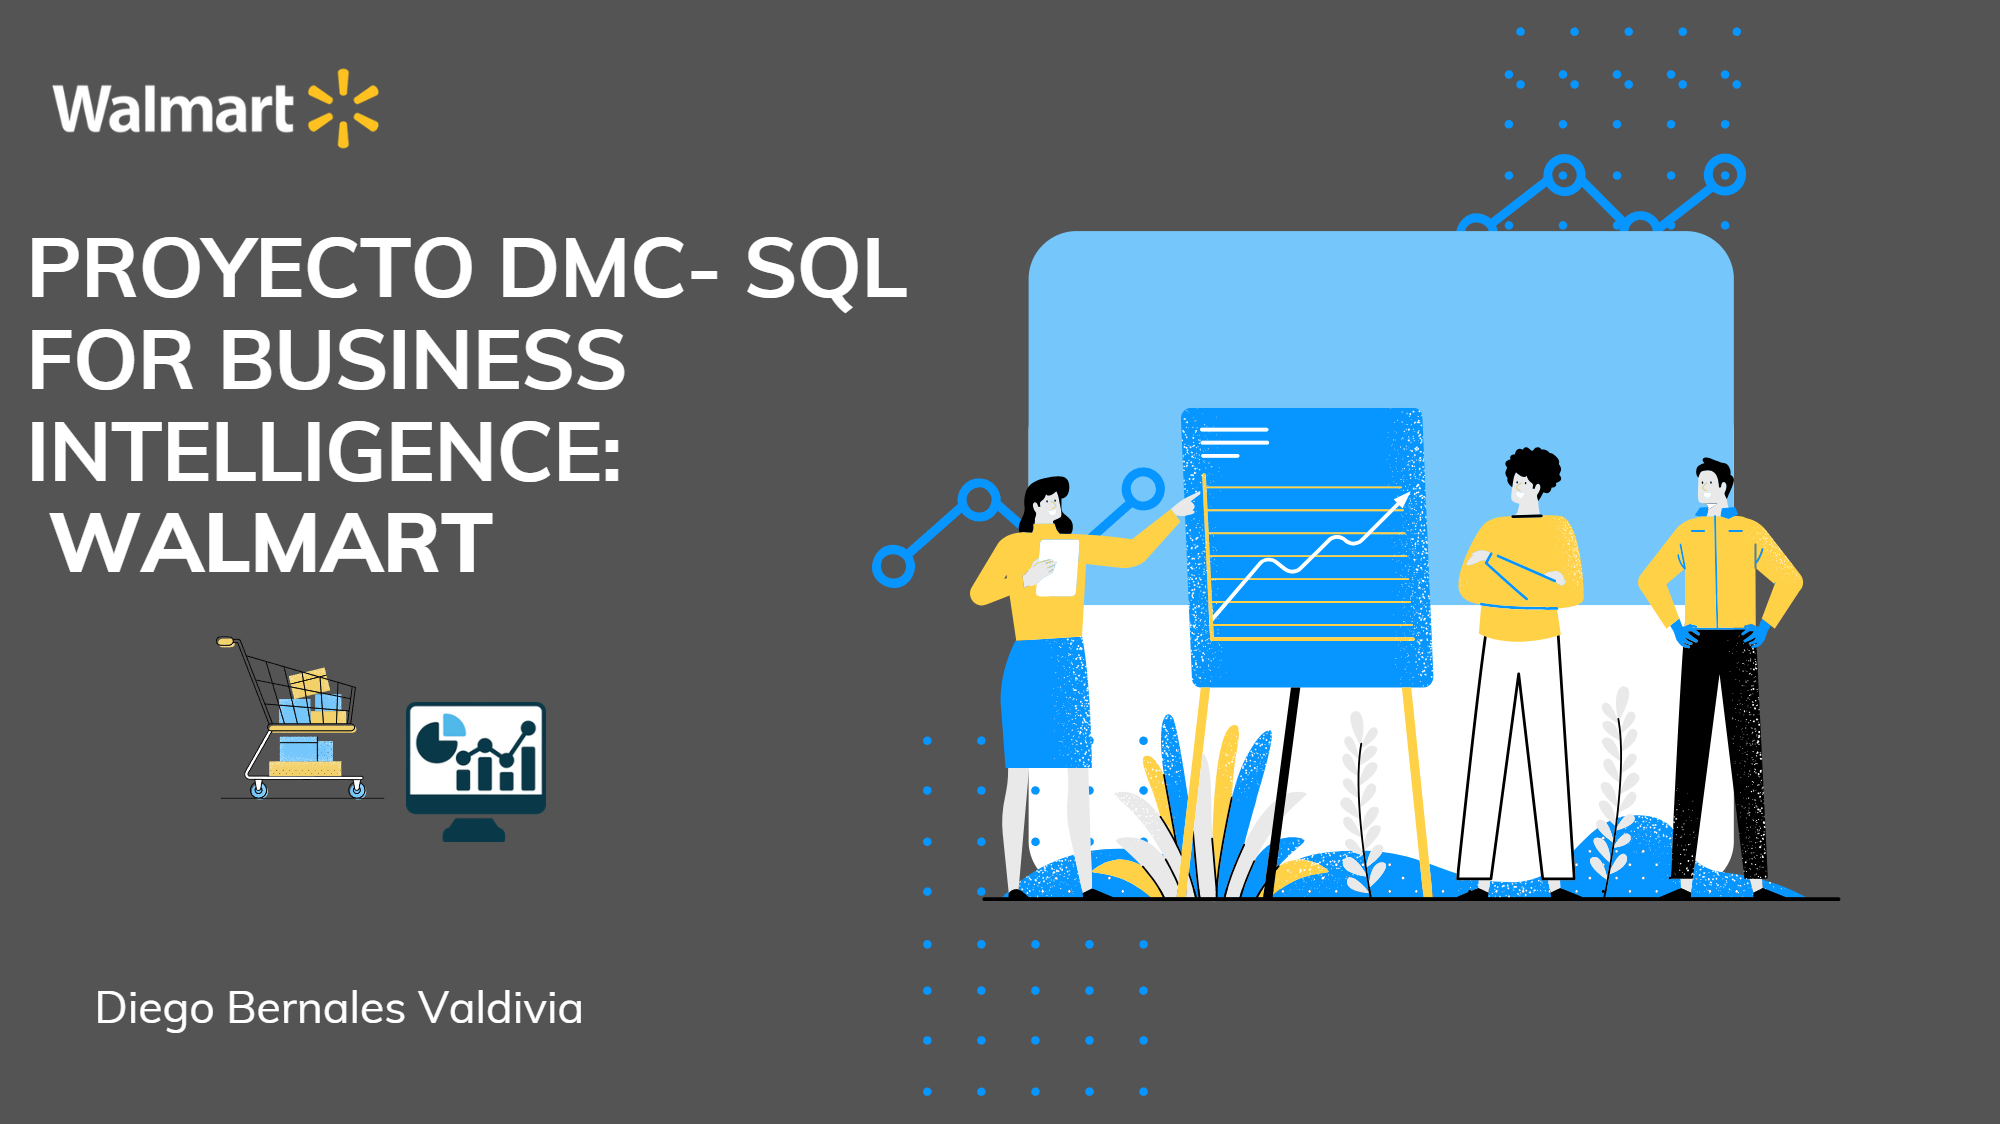 Walmart
PROYECTO DMC- SQL
FOR BUSINESS
INTELLIGENCE:
WALMART
Diego Bernales Valdivia